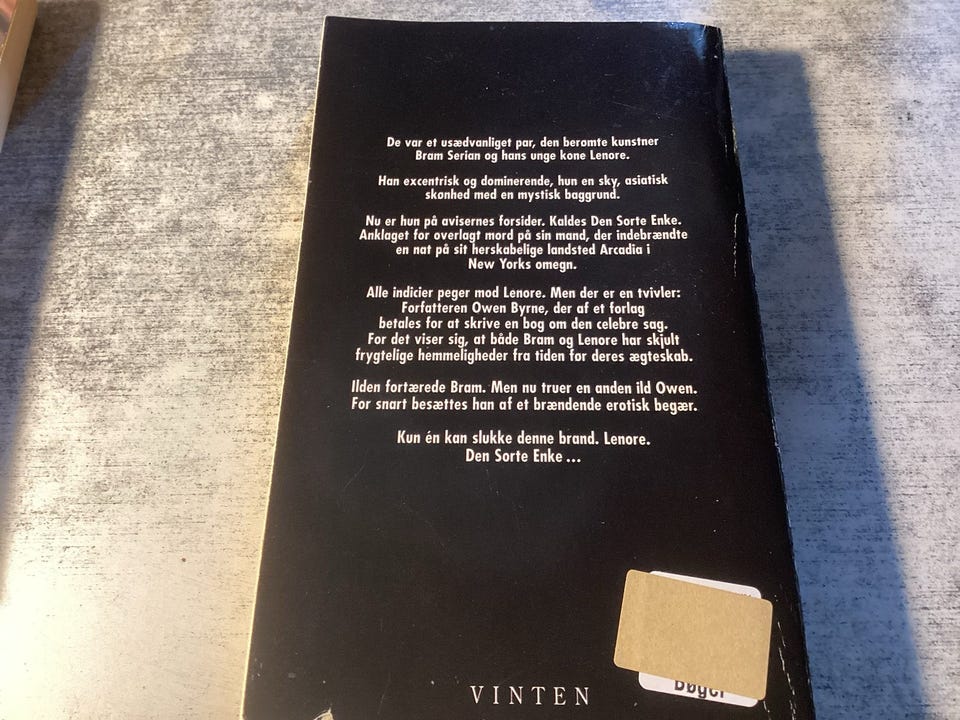 De var et usædvanliget par, den berømte kunstner
Bram Serian og hans unge kone Lenore.
Han excentrisk og dominerende, hun en sky, asiatisk
skønhed med en mystisk baggrund.
Nu er hun på avisernes forsider. Kaldes Den Sorte Enke.
Anklaget for overlagt mord på sin mand, der indebrændte
en nat på sit herskabelige landsted Arcadia i
New Yorks omegn.
Alle indicier peger mod Lenore. Men der er en tvivler:
Forfatteren Owen Byrne, der af et forlag
betales for at skrive en bog om den celebre sag.
For det viser sig, at både Bram og Lenore har skjult
frygtelige hemmeligheder fra tiden før deres ægteskab.
Ilden fortærede Bram. Men nu truer en anden ild Owen.
For snart besættes han af et brændende erotisk begær.
Kun én kan slukke denne brand. Lenore.
Den Sorte Enke ...
Bøger
VINTEN